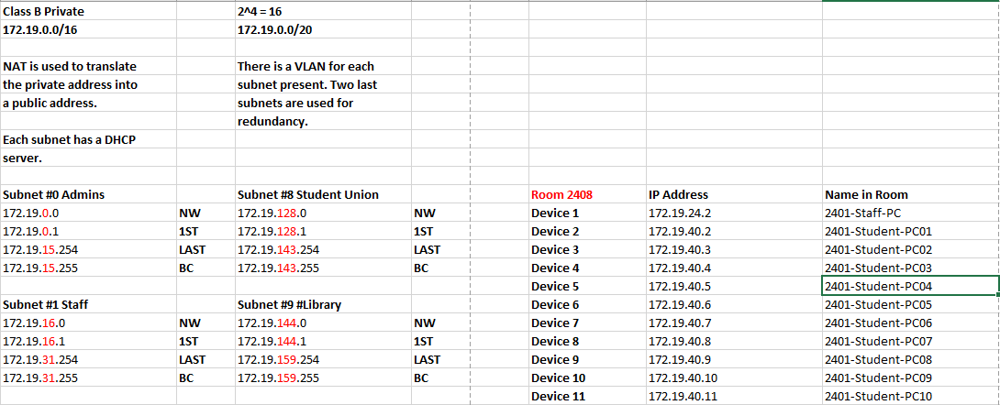 Class B Private 2^4 = 16
172.19.0.0/16 172.19.0.0/20
NAT is used to translate There is a VLAN for each
the private address into subnet present. Two last
a public address. subnets are used for
redundancy.
Each subnet has a DHCP
server.
Subnet #0 Admins Subnet #8 Student Union Room 2408 IP Address Name in Room
172.19.0.0 NW 172.19.128.0 NW Device 1 172.19.24.2 2401-Staff-PC
172.19.0.1 1ST 172.19.128.1 1ST Device 2 172.19.40.2 2401-Student-PC01
172.19.15.254 LAST 172.19.143.254 LAST Device 3 172.19.40.3 2401-Student-PC02
172.19.15.255 BC 172.19.143.255 BC Device 4 172.19.40.4 2401-Student-PC03
Device 5 172.19.40.5 2401-Student-PC04
Subnet #1 Staff Subnet #9 #Library Device 6 172.19.40.6 2401-Student-PC05
172.19.16.0 NW 172.19.144.0 NW Device 7 172.19.40.7 2401-Student-PC06
172.19.16.1 1ST 172.19.144.1 1ST Device 8 172.19.40.8 2401-Student-PC07
172.19.31.254 LAST 172.19.159.254 LAST Device 9 172.19.40.9 2401-Student-PC08
172.19.31.255 BC 172.19.159.255 BC Device 10 172.19.40.10 2401-Student-PC09
Device 11 172.19.40.11 2401-Student-PC10